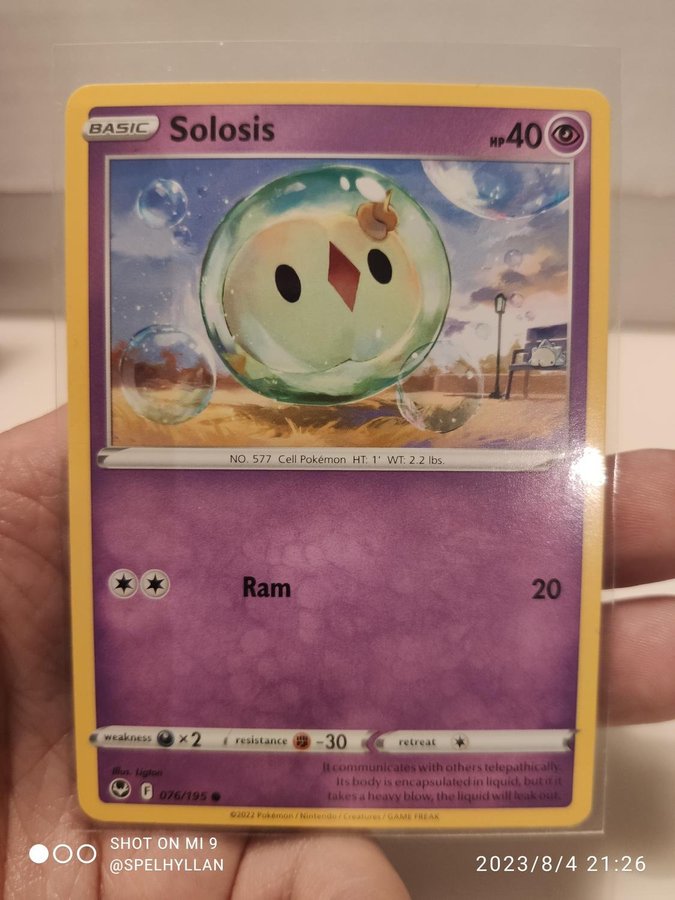 BASIC Solosis HP40
NO. 577 Cell Pokémon HT: 1' WT: 2.2 lbs.
Ram 20
weakness ×2 resistance -30 retreat
Illus. Ligton
F 076/195
It communicates with others telepathically.
Its body is encapsulated in liquid, but if it
takes a heavy blow, the liquid will leak out.
©2022 Pokémon / Nintendo / Creatures / GAME FREAK
SHOT ON MI 9
@SPELHYLLAN
2023/8/4 21:26